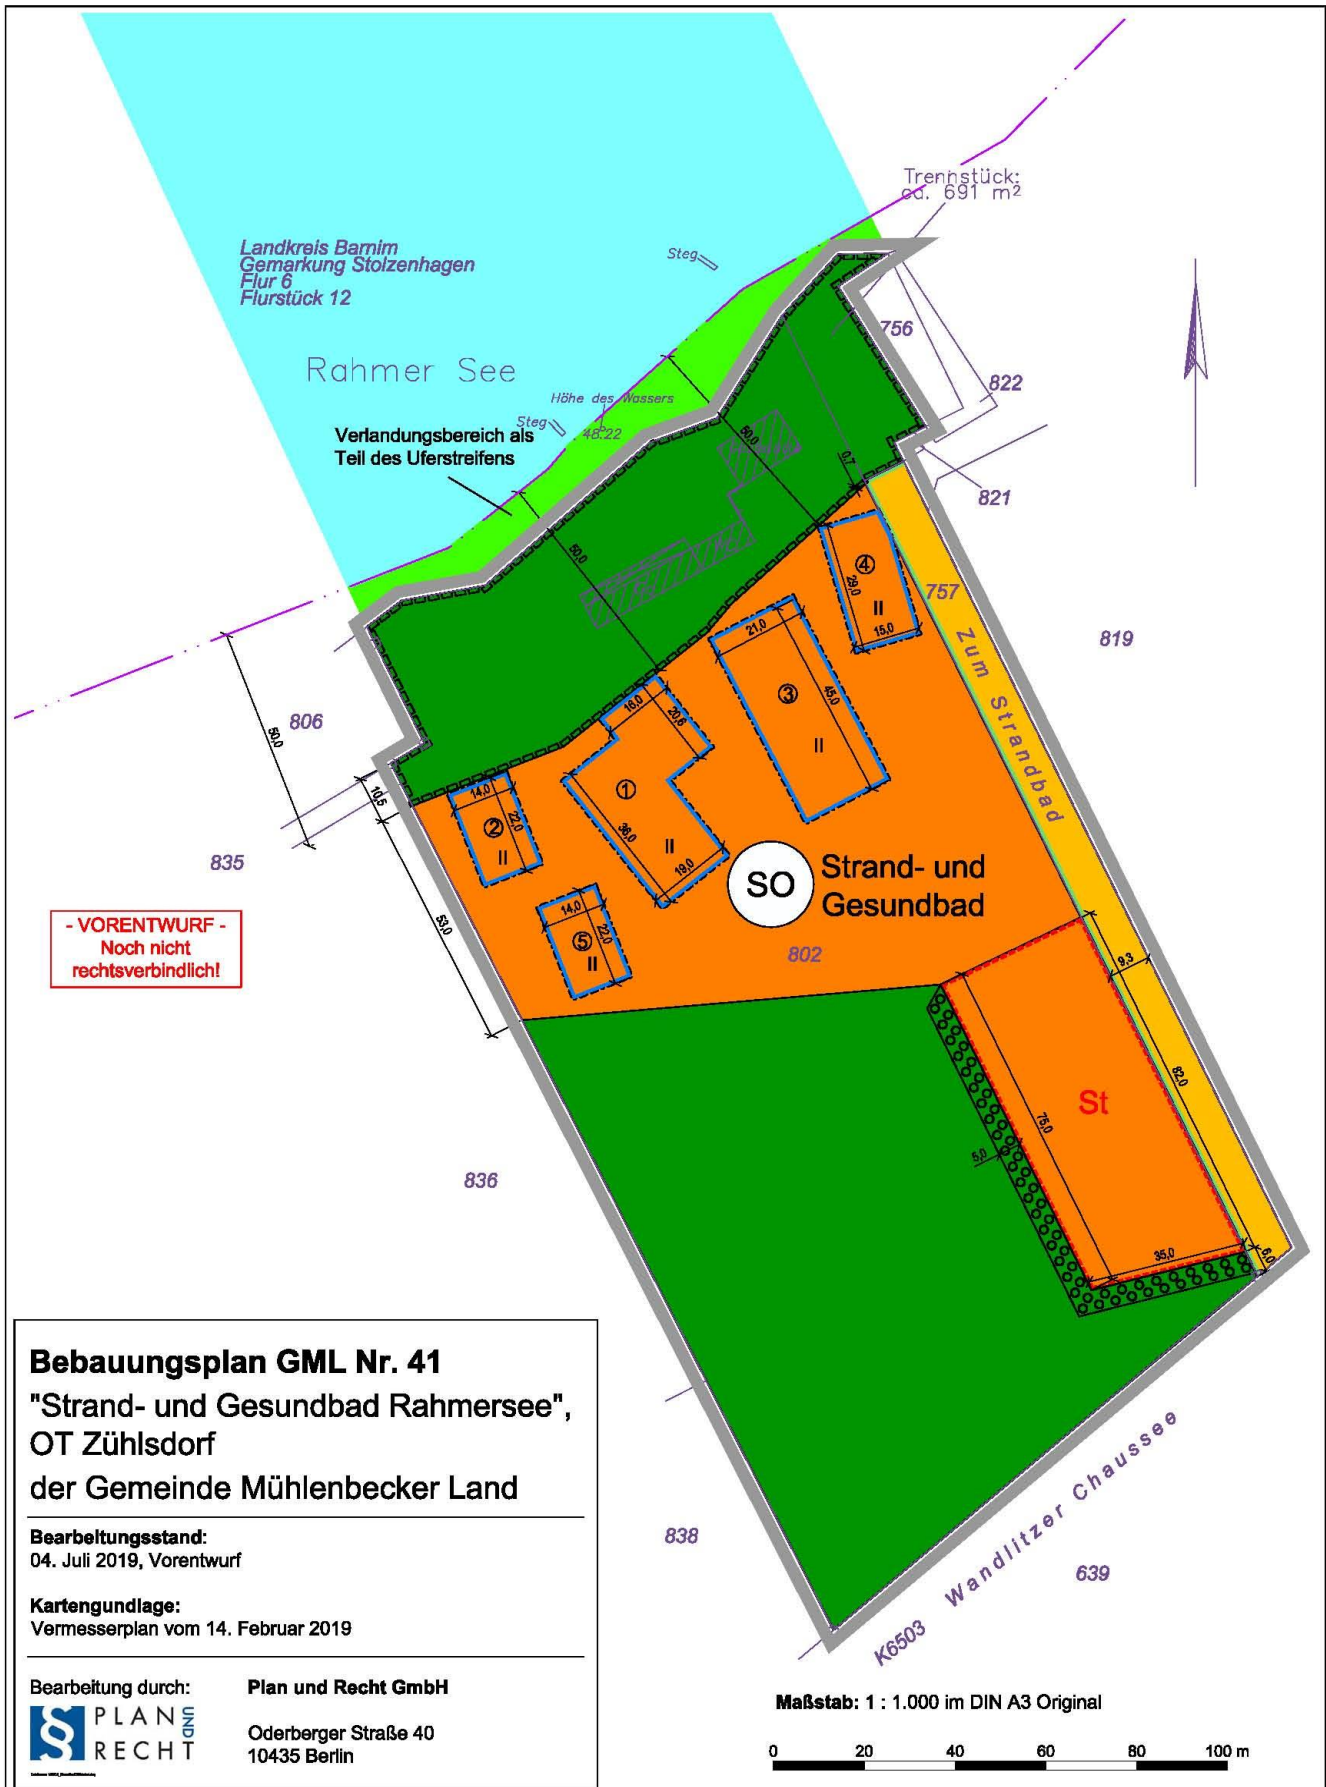 Trennstück:
ca. 691 m²
Landkreis Barnim
Gemarkung Stolzenhagen
Flur 6
Flurstück 12
Steg
756
Rahmer See
822
Höhe des Wassers
Steg
48.22
Verlandungsbereich als
Teil des Uferstreifens
50,0
0,7
821
50,0
4
29,0
II
15,0
757
Zum Strandbad
819
21,0
3
45,0
II
806
50,0
16,0
20,6
1
36,0
II
19,0
10,5
14,0
2
22,0
II
835
SO
Strand- und
Gesundbad
- VORENTWURF -
Noch nicht
rechtsverbindlich!
53,0
14,0
5
22,0
II
802
9,3
82,0
St
75,0
5,0
836
35,0
6,0
Bebauungsplan GML Nr. 41
"Strand- und Gesundbad Rahmersee",
OT Zühlsdorf
der Gemeinde Mühlenbecker Land
Bearbeitungsstand:
04. Juli 2019, Vorentwurf
Kartengundlage:
Vermesserplan vom 14. Februar 2019
Bearbeitung durch:
Plan und Recht GmbH
§ PLAN UND RECHT
Oderberger Straße 40
10435 Berlin
838
639
K6503 Wandlitzer Chaussee
Maßstab: 1 : 1.000 im DIN A3 Original
0 20 40 60 80 100 m